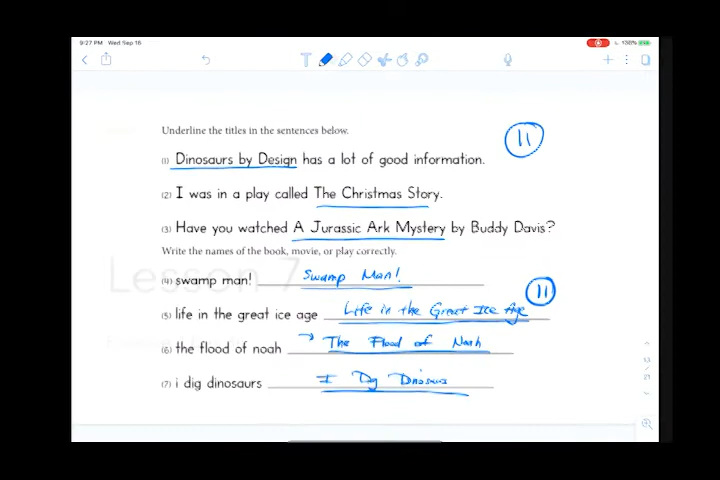 9:27 PM Wed Sep 16
Underline the titles in the sentences below.
11
(1) Dinosaurs by Design has a lot of good information.
(2) I was in a play called The Christmas Story.
(3) Have you watched A Jurassic Ark Mystery by Buddy Davis?
Write the names of the book, movie, or play correctly.
Lesson 7
(4) swamp man! Swamp Man!
11
(5) life in the great ice age Life in the Great Ice Age
(6) the flood of noah → The Flood of Noah
(7) i dig dinosaurs I Dig Dinosaurs